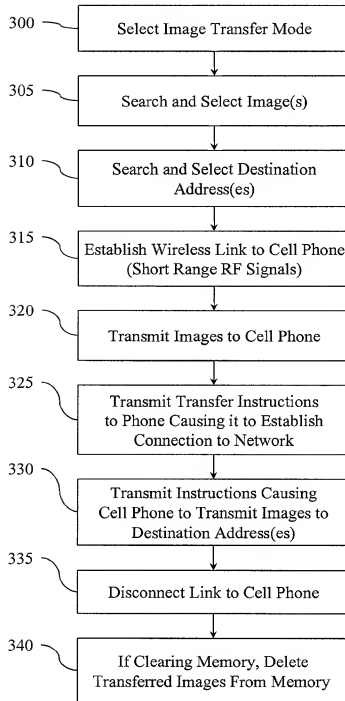 300
Select Image Transfer Mode
305
Search and Select Image(s)
310
Search and Select Destination
Address(es)
315
Establish Wireless Link to Cell Phone
(Short Range RF Signals)
320
Transmit Images to Cell Phone
325
Transmit Transfer Instructions
to Phone Causing it to Establish
Connection to Network
330
Transmit Instructions Causing
Cell Phone to Transmit Images to
Destination Address(es)
335
Disconnect Link to Cell Phone
340
If Clearing Memory, Delete
Transferred Images From Memory